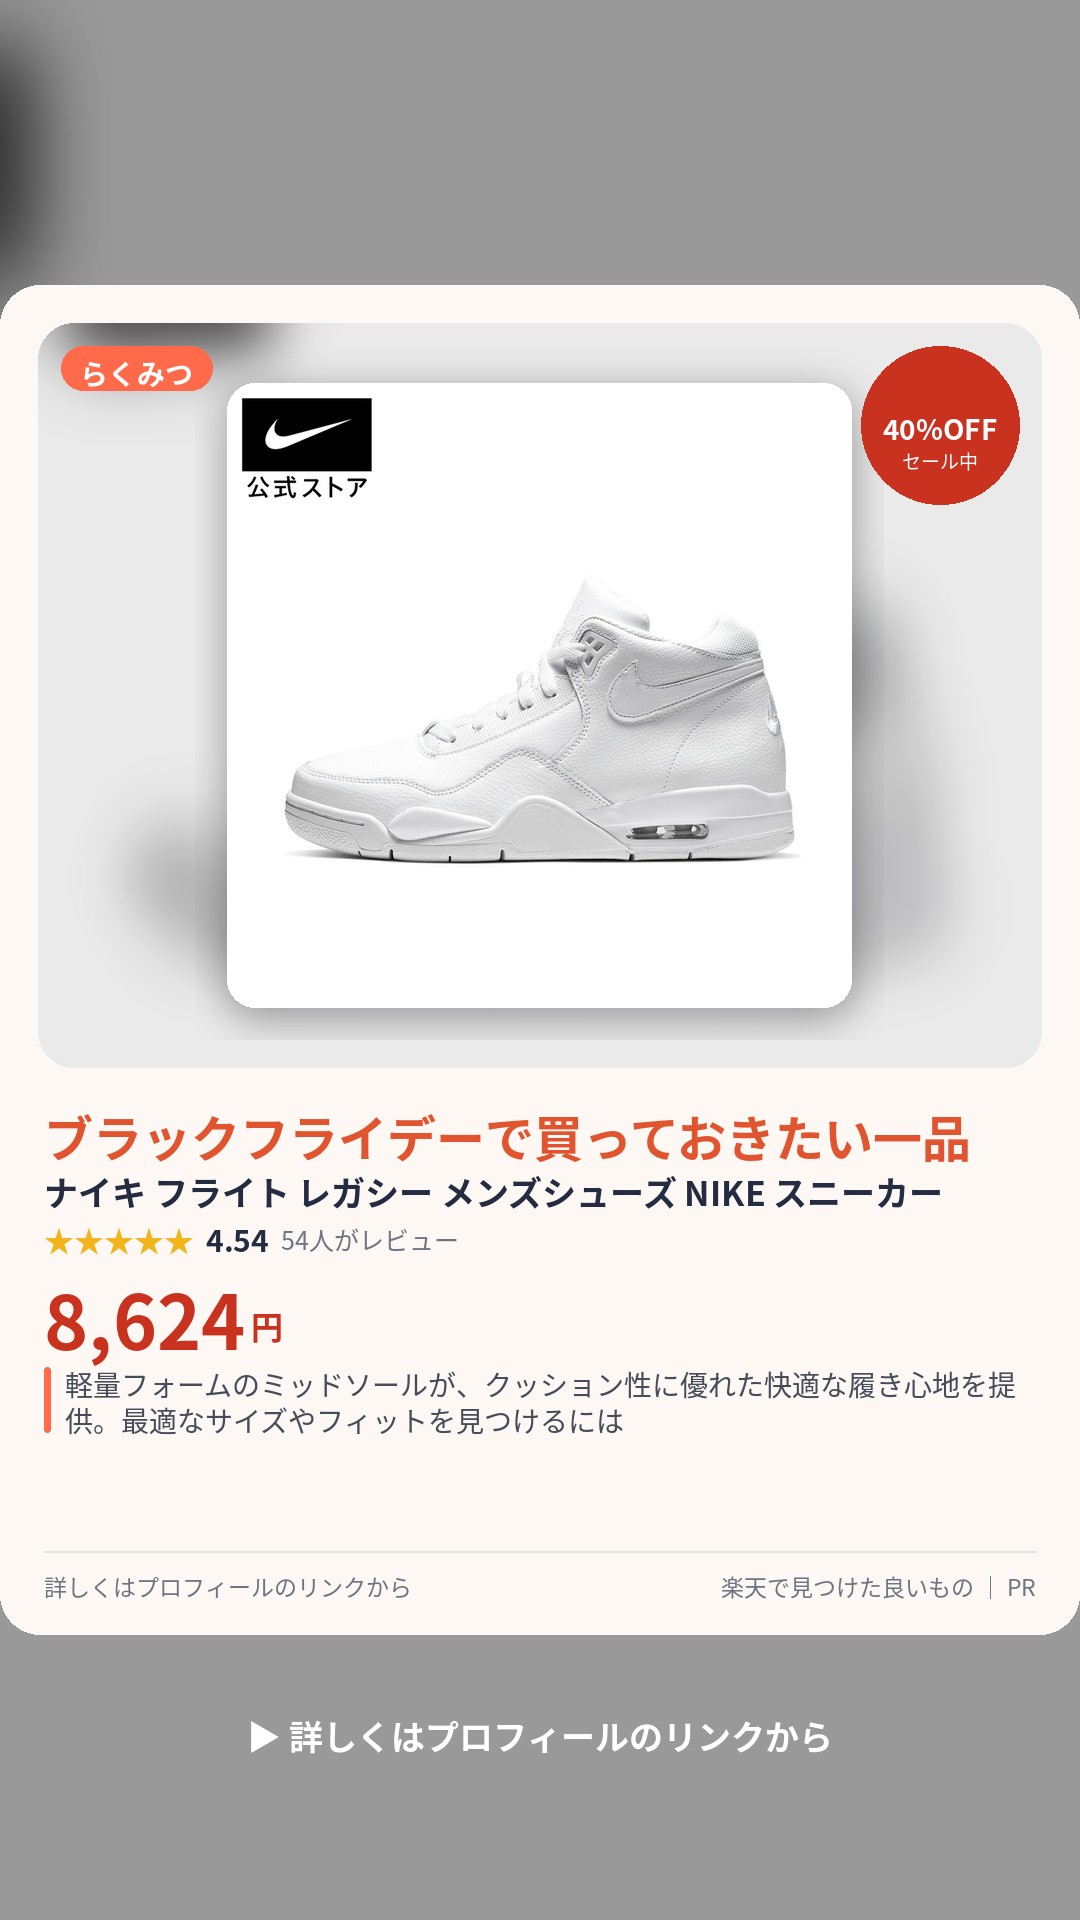 らくみつ
40%OFF
セール中
公式ストア
ブラックフライデーで買っておきたい一品
ナイキ フライト レガシー メンズシューズ NIKE スニーカー
★★★★★ 4.54 54人がレビュー
8,624円
軽量フォームのミッドソールが、クッション性に優れた快適な履き心地を提
供。最適なサイズやフィットを見つけるには
詳しくはプロフィールのリンクから
楽天で見つけた良いもの｜PR
▶ 詳しくはプロフィールのリンクから